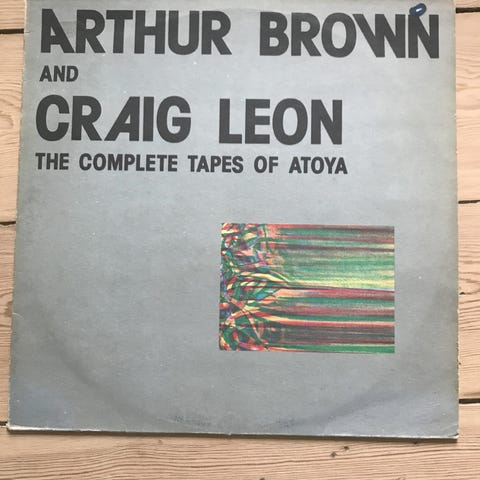 ARTHUR BROWN
AND
CRAIG LEON
THE COMPLETE TAPES OF ATOYA